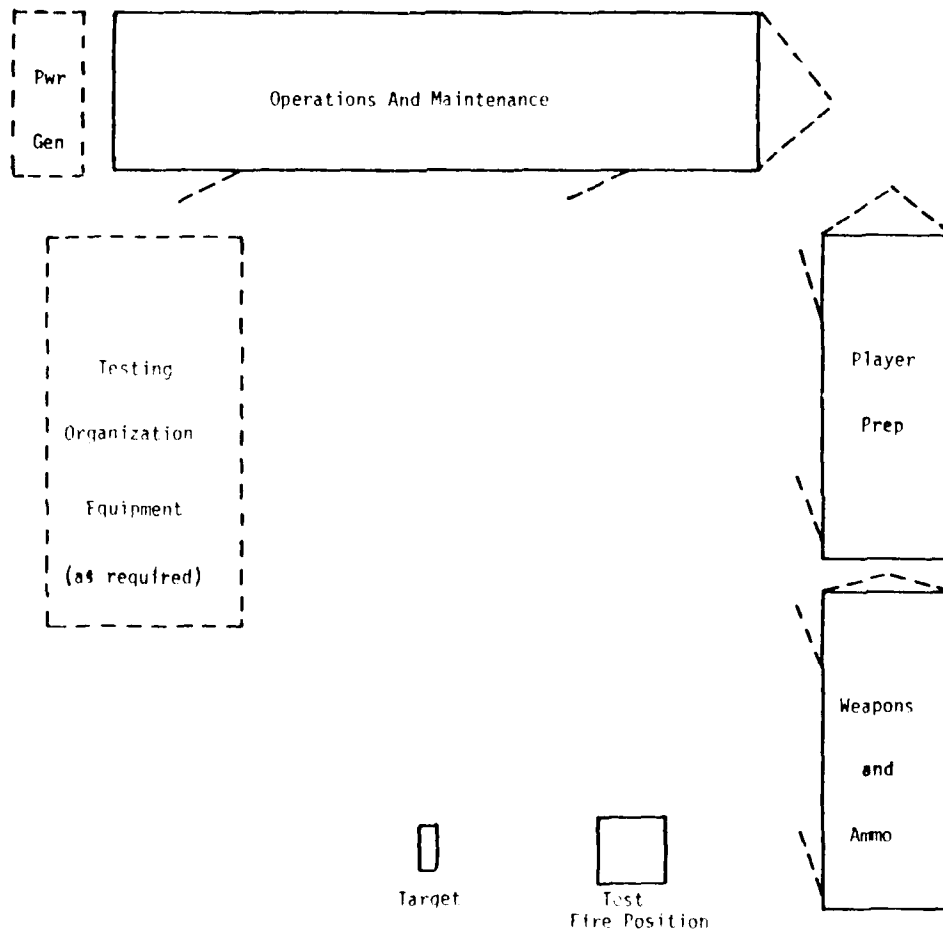 Pwr
Gen
Operations And Maintenance
Testing
Organization
Equipment
(as required)
Player
Prep
Weapons
and
Ammo
Target
Test
Fire Position